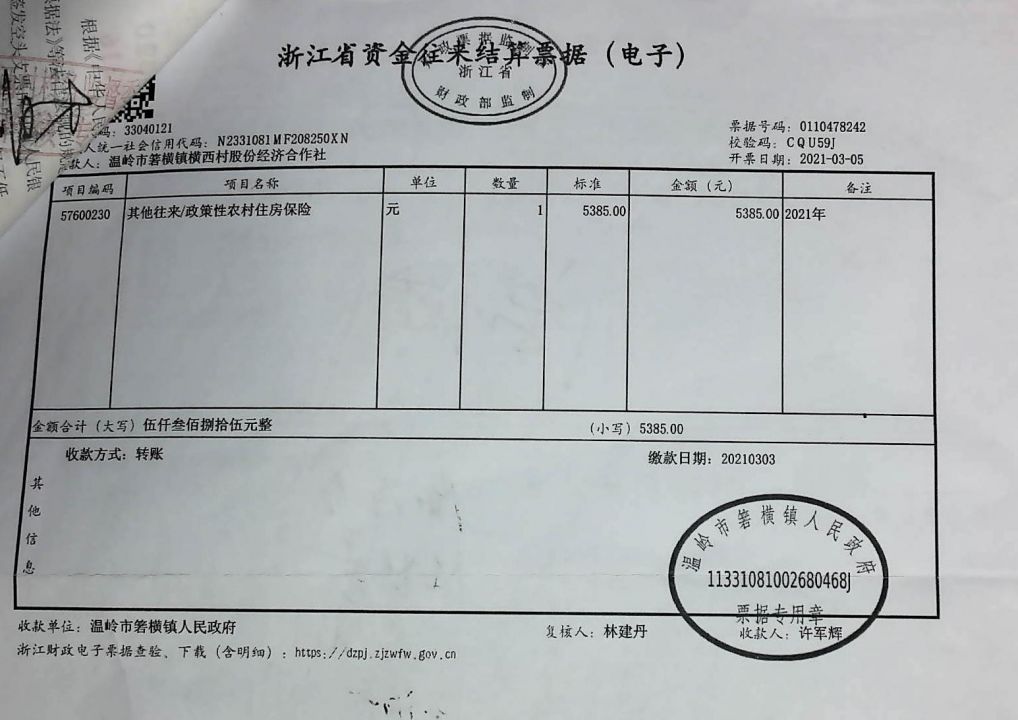 浙江省资金往来结算票据（电子）
浙江省
财政部监制
码：33040121
人统一社会信用代码：N2331081MF208250XN
款人：温岭市箬横镇横西村股份经济合作社
票据号码：0110478242
校验码：CQU59J
开票日期：2021-03-05
项目编码 项目名称 单位 数量 标准 金额（元） 备注
57600230 其他往来/政策性农村住房保险 元 1 5385.00 5385.00 2021年
金额合计（大写）伍仟叁佰捌拾伍元整 （小写）5385.00
收款方式：转账 缴款日期：20210303
其他信息
温岭市箬横镇人民政府
11331081002680468J
票据专用章
收款单位：温岭市箬横镇人民政府 复核人：林建丹 收款人：许军辉
浙江财政电子票据查验、下载（含明细）：https://dzpj.zjzwfw.gov.cn
根据《中华人民